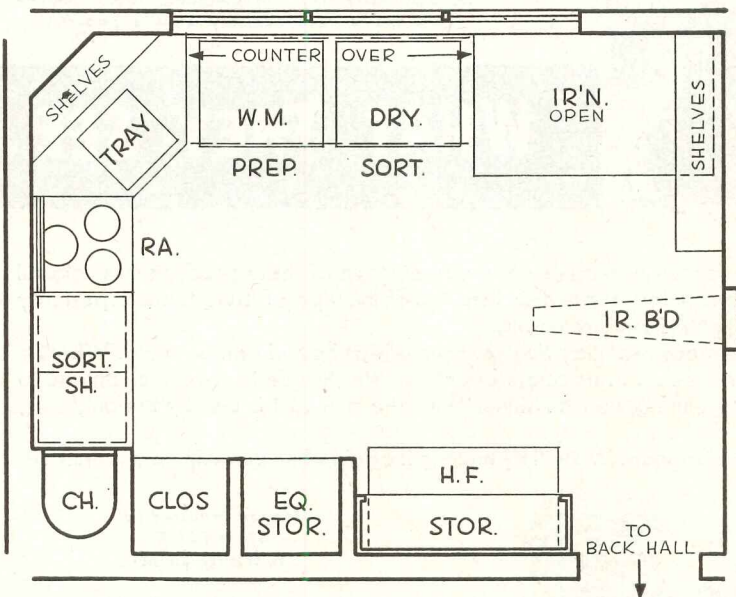 SHELVES
TRAY
COUNTER OVER
W.M.
DRY.
PREP.
SORT.
IR'N.
OPEN
SHELVES
RA.
IR. B'D
SORT.
SH.
CH.
CLOS
EQ.
STOR.
H.F.
STOR.
TO
BACK HALL